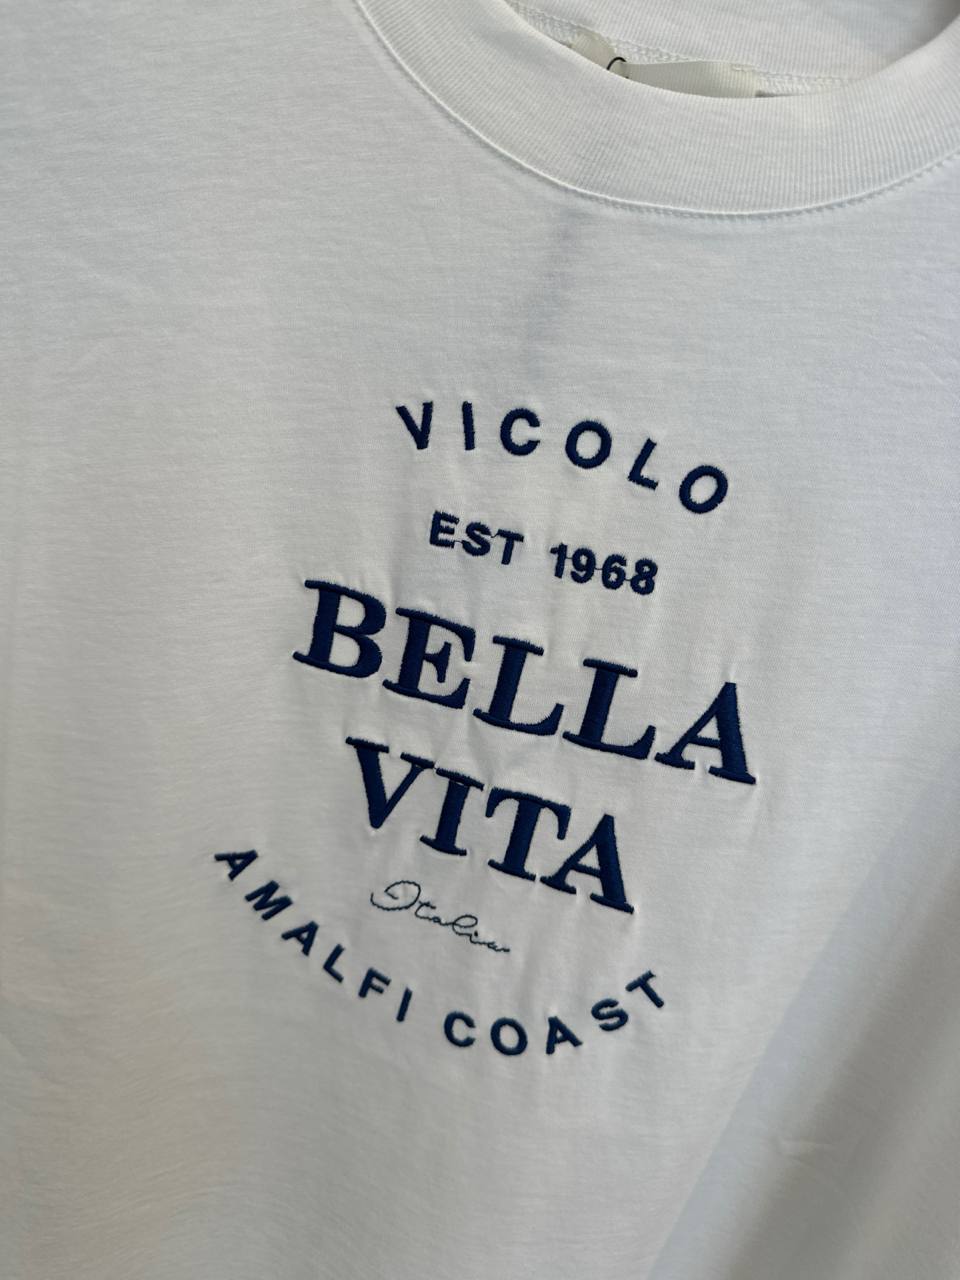 VICOLO
EST 1968
BELLA
VITA
Italia
AMALFI COAST